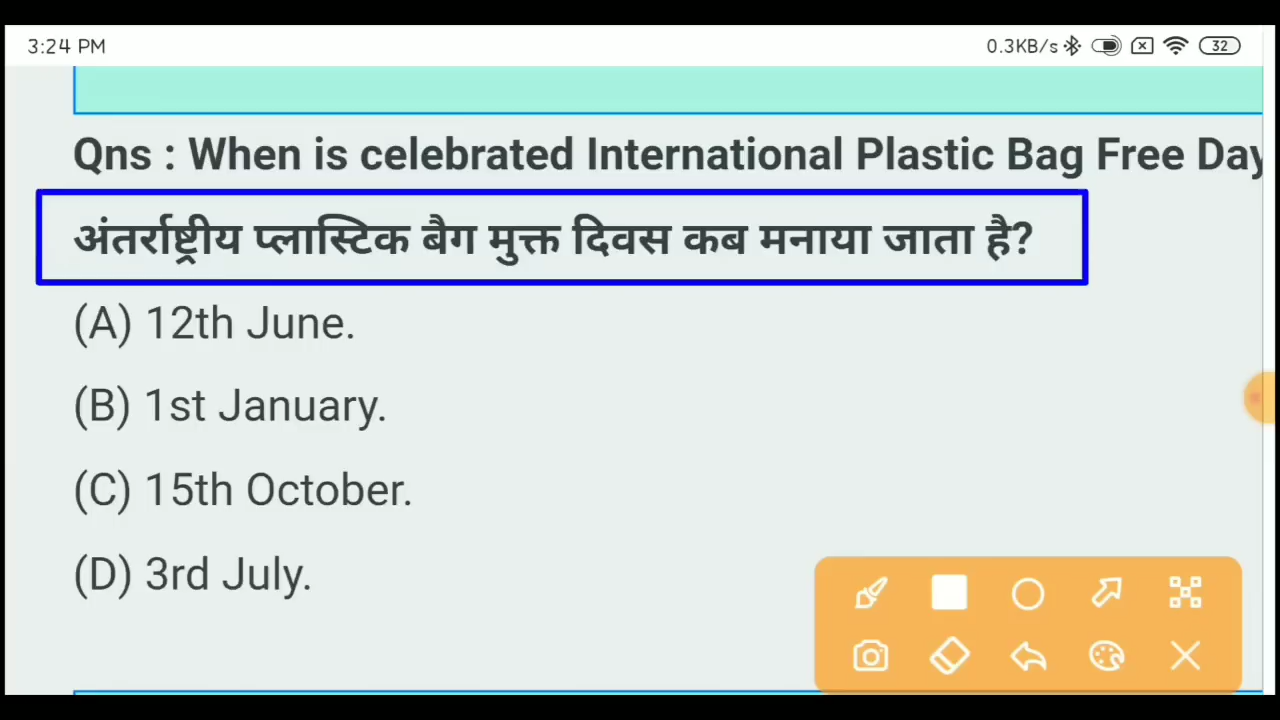 3:24 PM
0.3KB/s
32
Qns : When is celebrated International Plastic Bag Free Day
अंतर्राष्ट्रीय प्लास्टिक बैग मुक्त दिवस कब मनाया जाता है?
(A) 12th June.
(B) 1st January.
(C) 15th October.
(D) 3rd July.